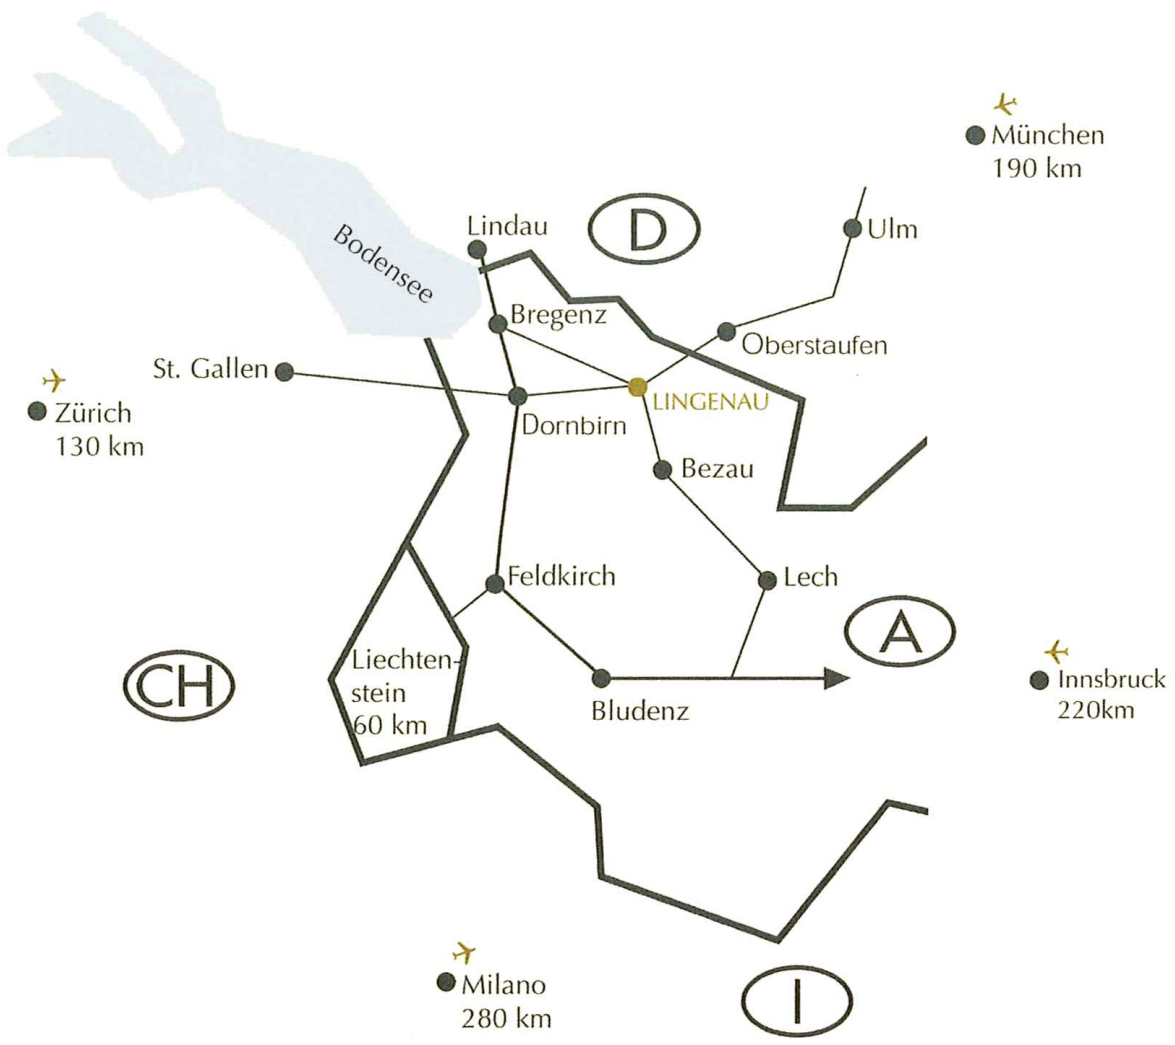 München
190 km
D
Lindau
Ulm
Bodensee
Bregenz
Oberstaufen
St. Gallen
LINGENAU
Zürich
130 km
Dornbirn
Bezau
Feldkirch
Lech
A
Liechten-
stein
60 km
CH
Innsbruck
220km
Bludenz
Milano
280 km
I